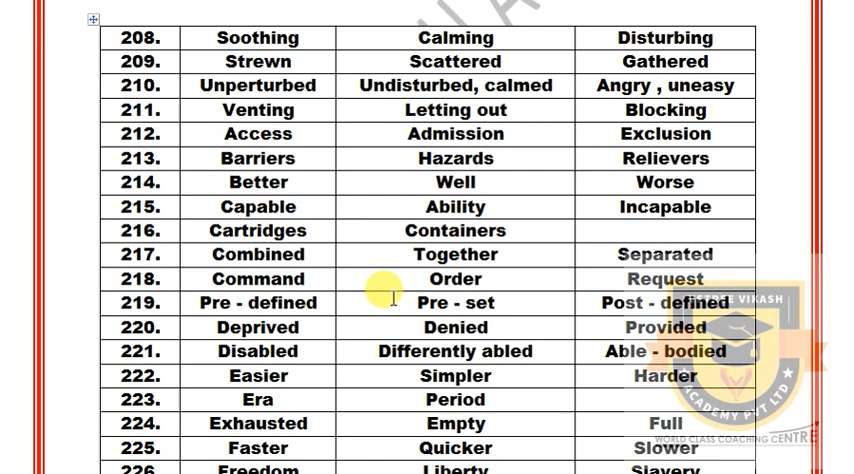 208. Soothing Calming Disturbing
209. Strewn Scattered Gathered
210. Unperturbed Undisturbed, calmed Angry , uneasy
211. Venting Letting out Blocking
212. Access Admission Exclusion
213. Barriers Hazards Relievers
214. Better Well Worse
215. Capable Ability Incapable
216. Cartridges Containers
217. Combined Together Separated
218. Command Order Request
219. Pre - defined Pre - set Post - defined
220. Deprived Denied Provided
221. Disabled Differently abled Able - bodied
222. Easier Simpler Harder
223. Era Period
224. Exhausted Empty Full
225. Faster Quicker Slower
226. Freedom Liberty Slavery
VIKASH
ACADEMY PVT LTD
WORLD CLASS COACHING CENTRE